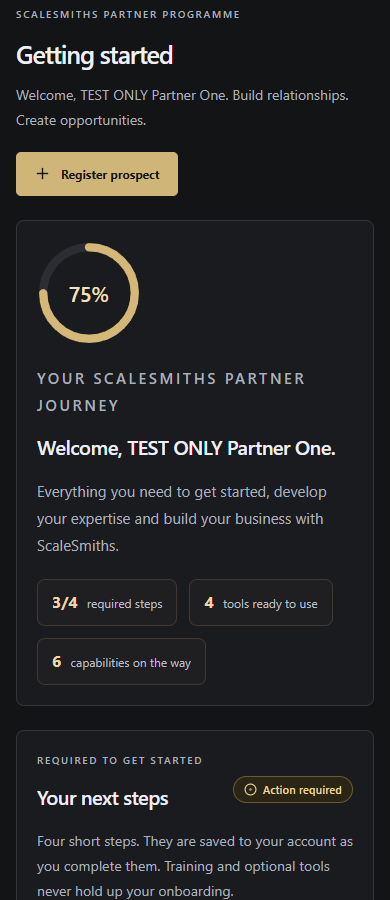 SCALESMITHS PARTNER PROGRAMME
Getting started
Welcome, TEST ONLY Partner One. Build relationships.
Create opportunities.
Register prospect
75%
YOUR SCALESMITHS PARTNER
JOURNEY
Welcome, TEST ONLY Partner One.
Everything you need to get started, develop
your expertise and build your business with
ScaleSmiths.
3/4 required steps
4 tools ready to use
6 capabilities on the way
REQUIRED TO GET STARTED
Your next steps
Action required
Four short steps. They are saved to your account as
you complete them. Training and optional tools
never hold up your onboarding.